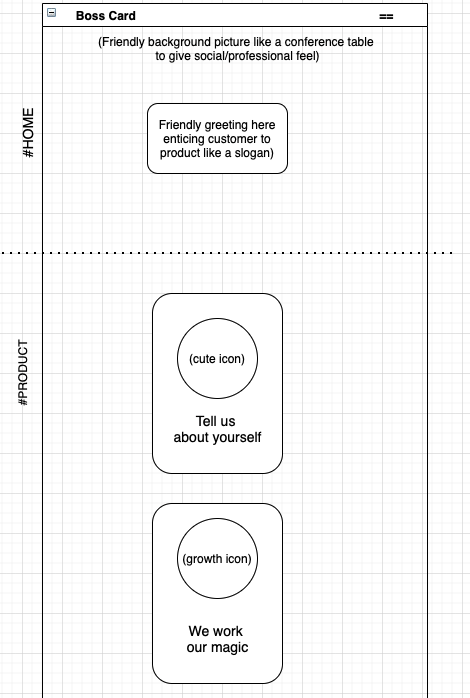 Boss Card ==
(Friendly background picture like a conference table
to give social/professional feel)
#HOME
Friendly greeting here
enticing customer to
product like a slogan)
#PRODUCT
(cute icon)
Tell us
about yourself
(growth icon)
We work
our magic